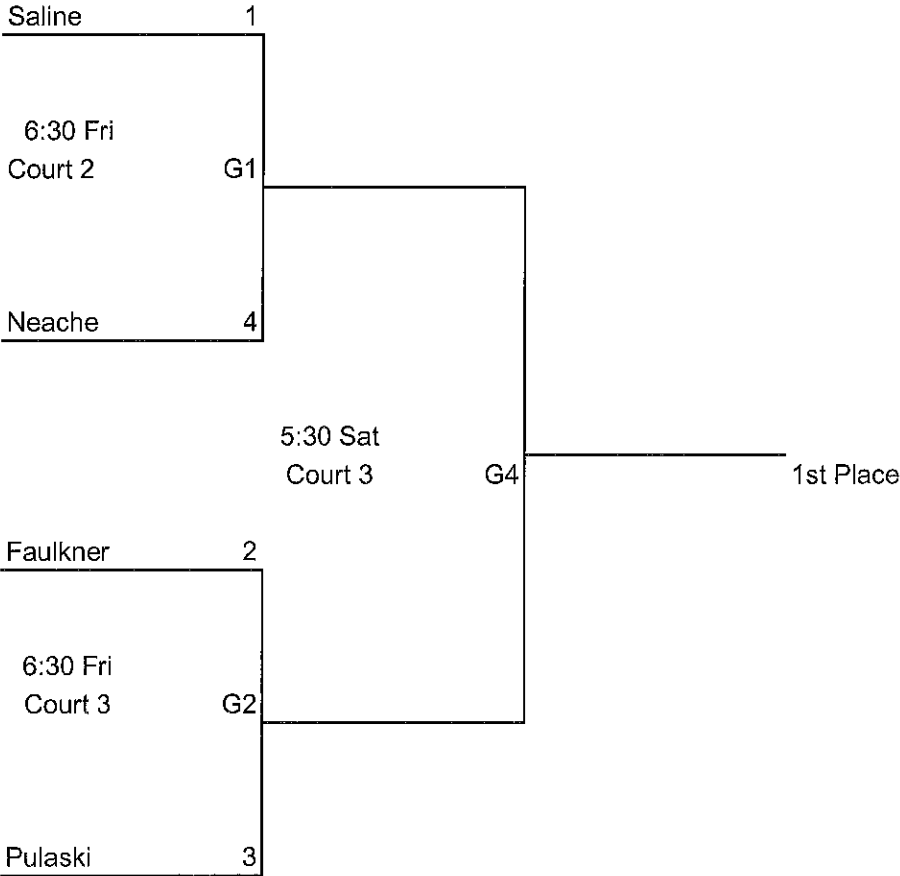 Saline 1
6:30 Fri
Court 2 G1
Neache 4
5:30 Sat
Court 3 G4
1st Place
Faulkner 2
6:30 Fri
Court 3 G2
Pulaski 3